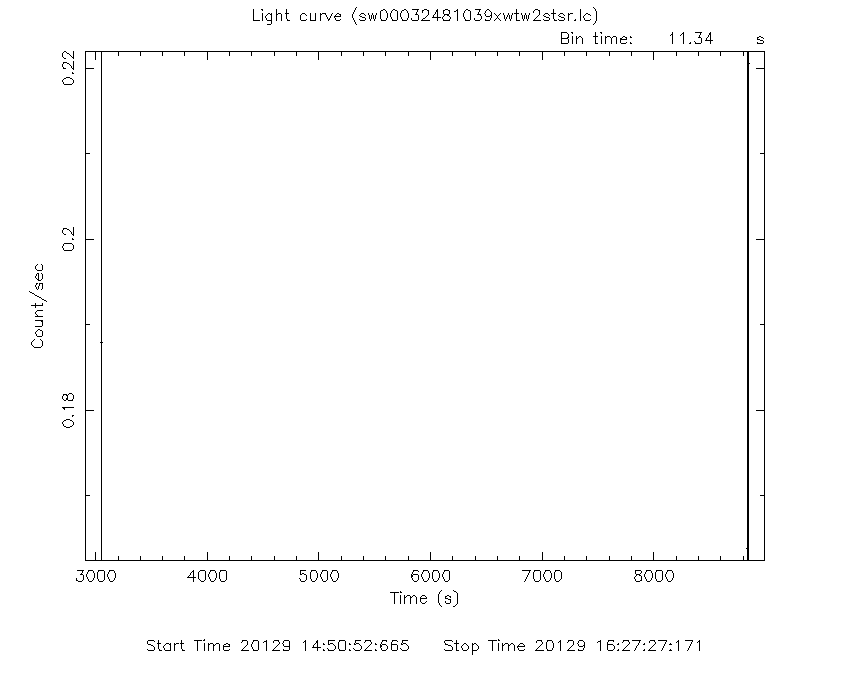 Light curve (sw00032481039xwtw2stsr.lc)
Bin time: 11.34 s
0.22
0.2
0.18
Count/sec
3000 4000 5000 6000 7000 8000
Time (s)
Start Time 20129 14:50:52:665 Stop Time 20129 16:27:27:171